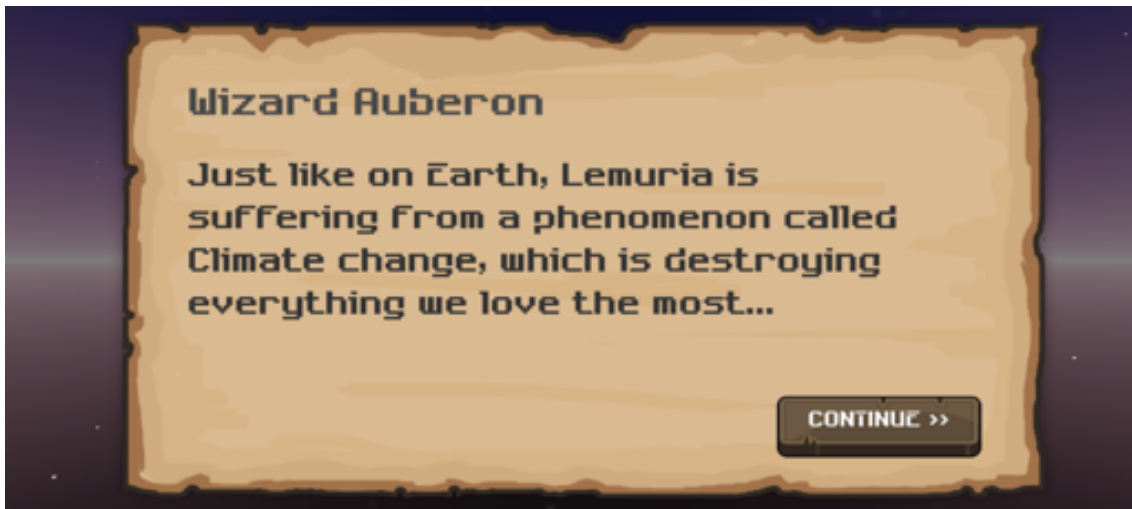 Wizard Auberon
Just like on Earth, Lemuria is
suffering from a phenomenon called
Climate change, which is destroying
everything we love the most...
CONTINUE >>